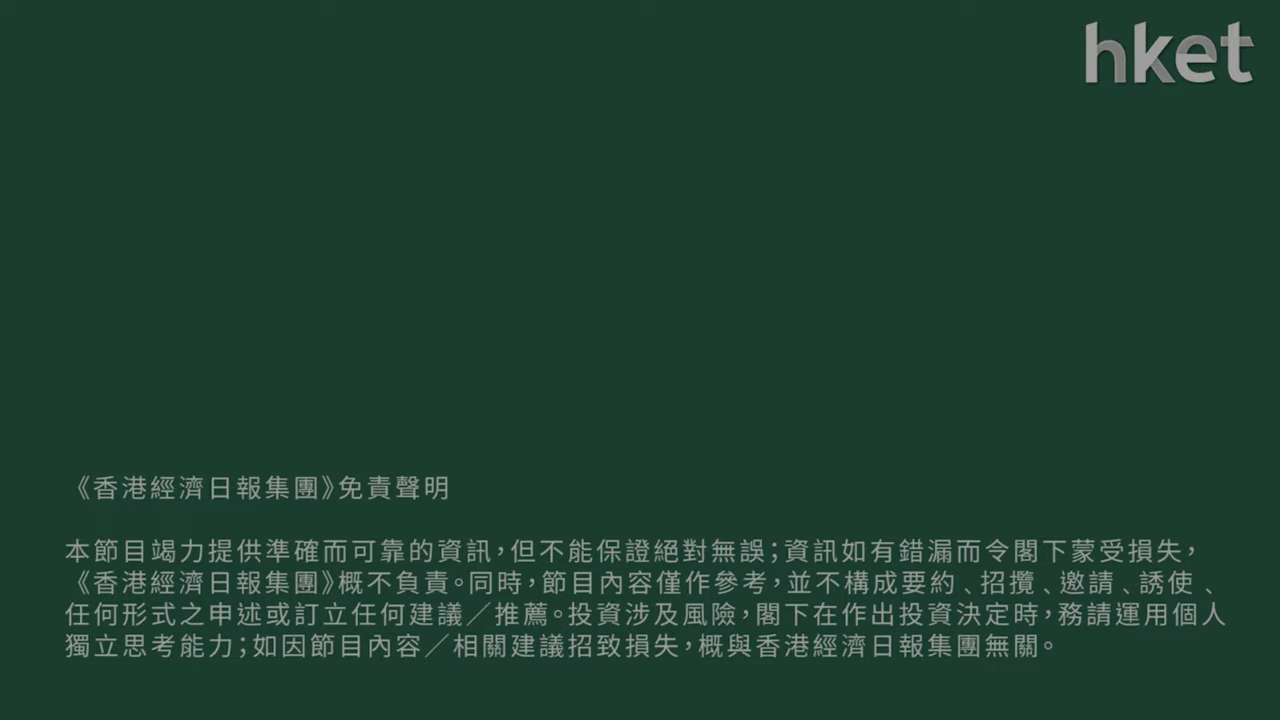 hket
《香港經濟日報集團》免責聲明
本節目竭力提供準確而可靠的資訊，但不能保證絕對無誤；資訊如有錯漏而令閣下蒙受損失，
《香港經濟日報集團》概不負責。同時，節目內容僅作參考，並不構成要約、招攬、邀請、誘使、
任何形式之申述或訂立任何建議／推薦。投資涉及風險，閣下在作出投資決定時，務請運用個人
獨立思考能力；如因節目內容／相關建議招致損失，概與香港經濟日報集團無關。